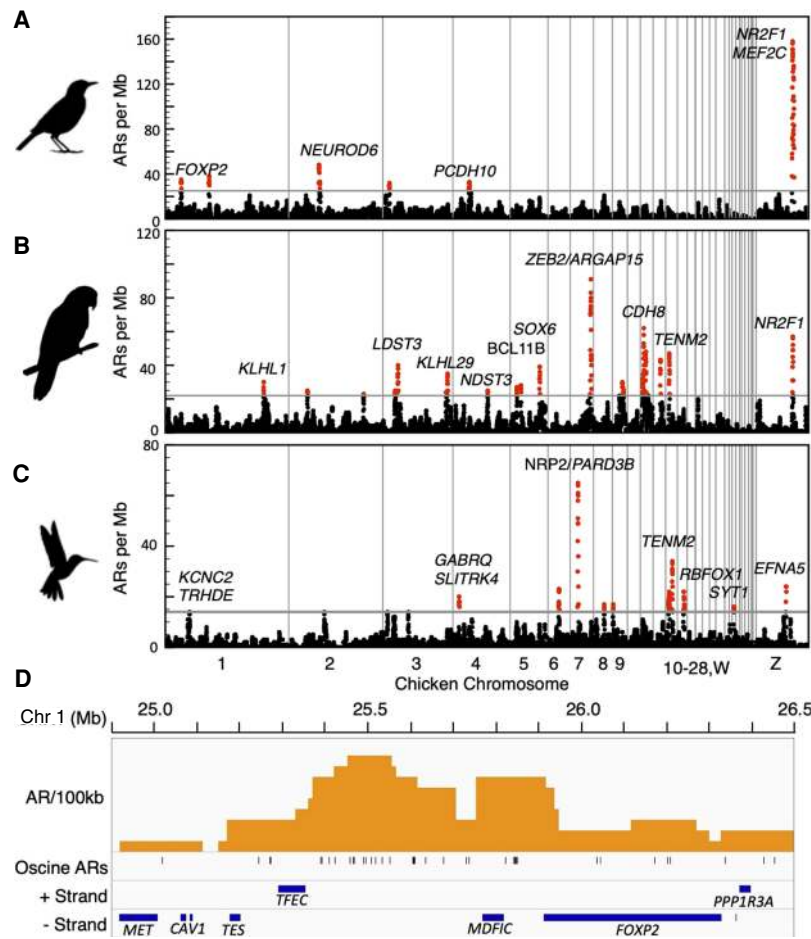 A
ARs per Mb
160
120
80
40
0
FOXP2
NEUROD6
PCDH10
NR2F1
MEF2C
B
ARs per Mb
120
80
40
0
KLHL1
LDST3
KLHL29
NDST3
BCL11B
SOX6
ZEB2/ARGAP15
CDH8
TENM2
NR2F1
C
ARs per Mb
80
40
0
KCNC2
TRHDE
GABRQ
SLITRK4
NRP2/PARD3B
TENM2
RBFOX1
SYT1
EFNA5
1 2 3 4 5 6 7 8 9 10-28,W Z
Chicken Chromosome
D
Chr 1 (Mb) 25.0 25.5 26.0 26.5
AR/100kb
Oscine ARs
+ Strand
TFEC PPP1R3A
- Strand
MET CAV1 TES MDFIC FOXP2